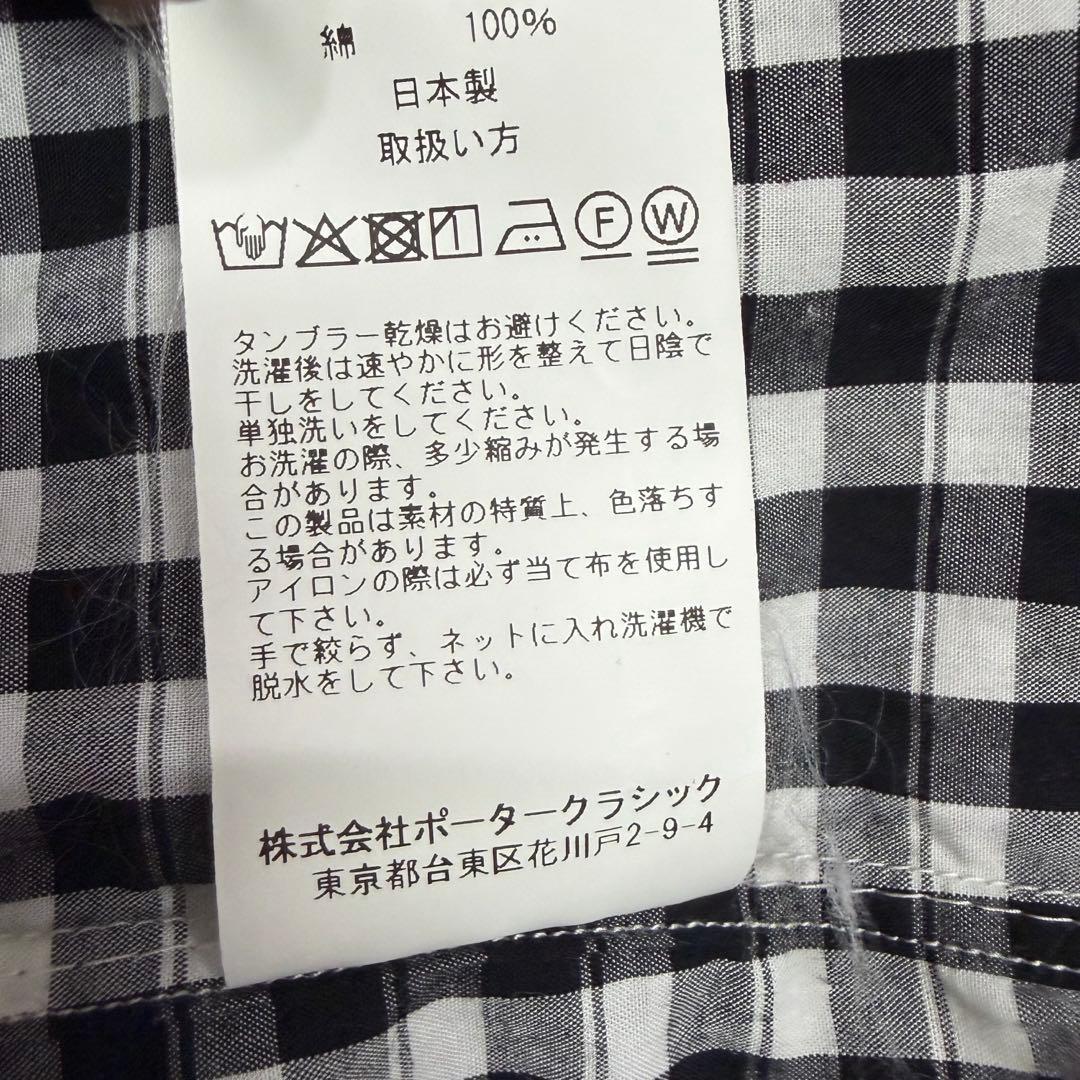 綿 100%
日本製
取扱い方
F W
タンブラー乾燥はお避けください。
洗濯後は速やかに形を整えて日陰で
干しをしてください。
単独洗いをしてください。
お洗濯の際、多少縮みが発生する場
合があります。
この製品は素材の特質上、色落ちす
る場合があります。
アイロンの際は必ず当て布を使用し
て下さい。
手で絞らず、ネットに入れ洗濯機で
脱水をして下さい。
株式会社ポータークラシック
東京都台東区花川戸2-9-4